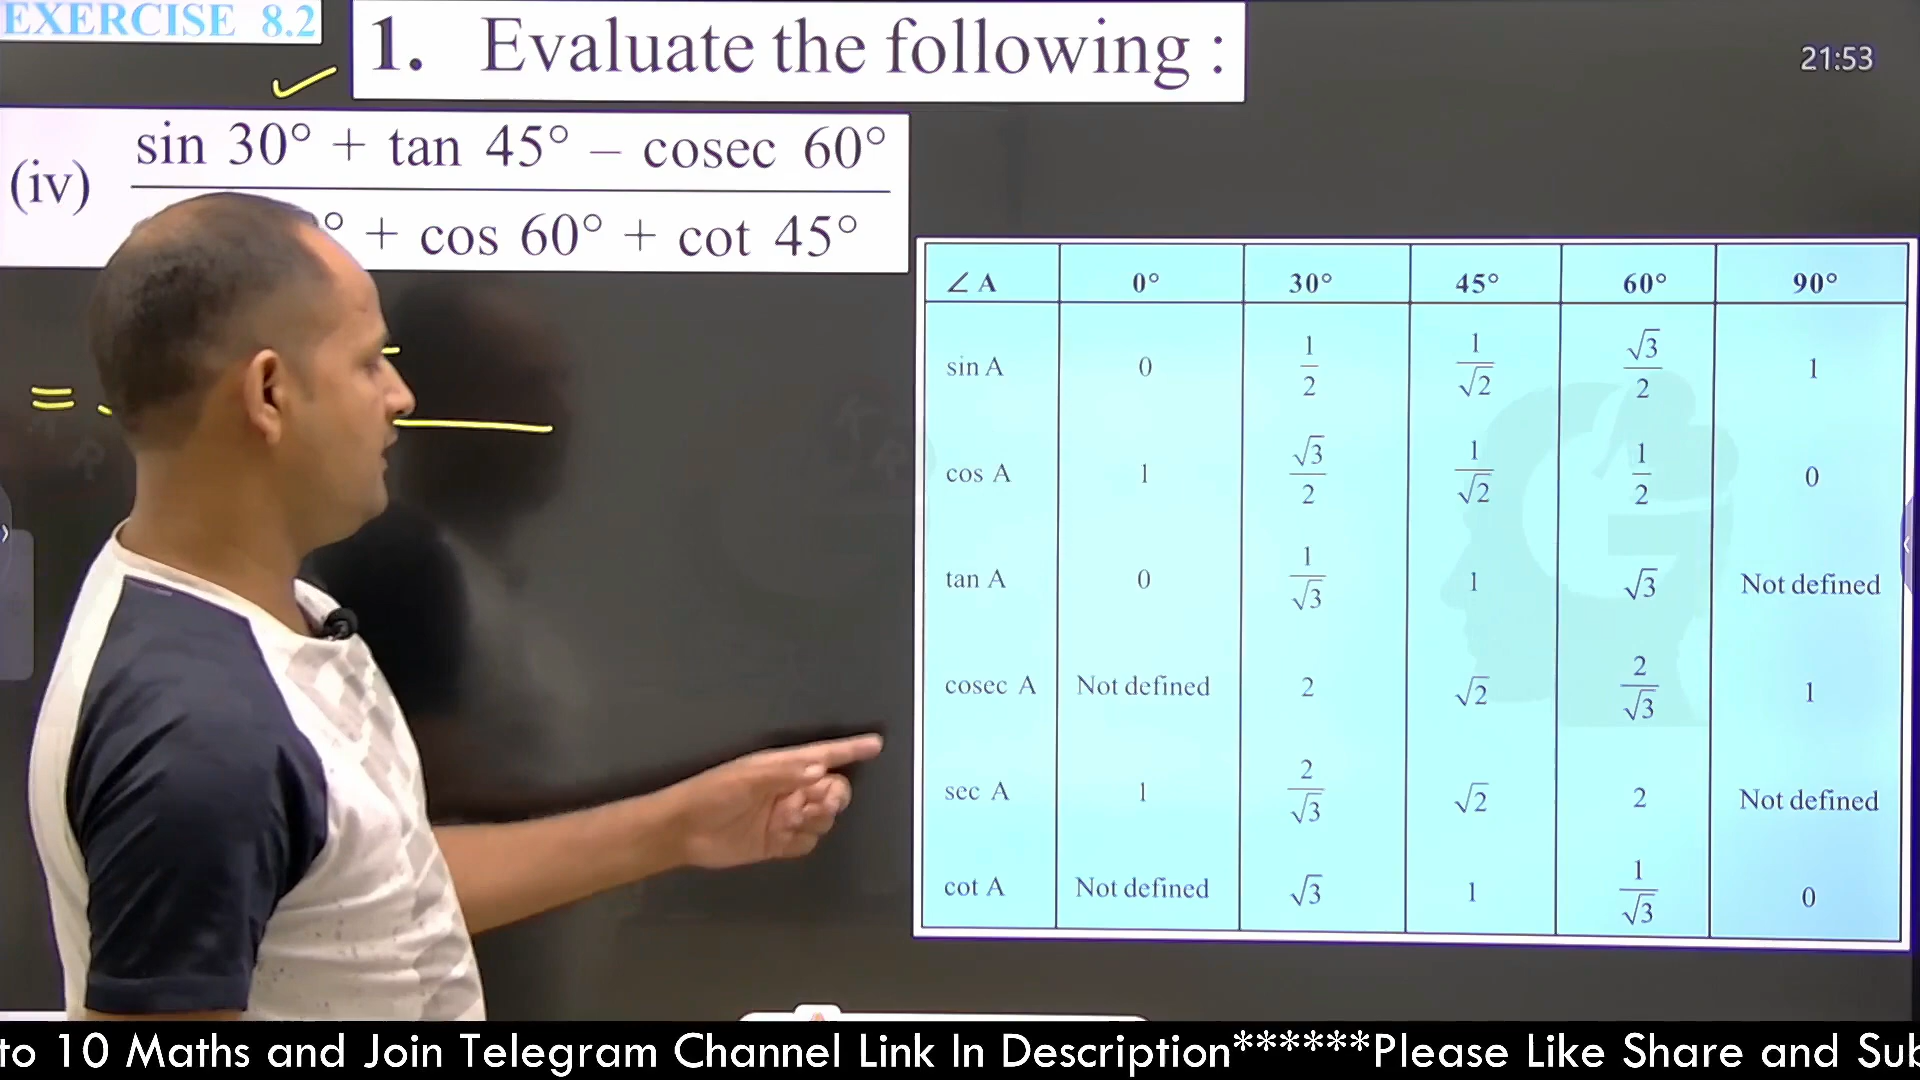 EXERCISE 8.2
1. Evaluate the following :
21:53
(iv) sin 30° + tan 45° – cosec 60°
° + cos 60° + cot 45°
=
∠ A 0° 30° 45° 60° 90°
sin A 0 1/2 1/√2 √3/2 1
cos A 1 √3/2 1/√2 1/2 0
tan A 0 1/√3 1 √3 Not defined
cosec A Not defined 2 √2 2/√3 1
sec A 1 2/√3 √2 2 Not defined
cot A Not defined √3 1 1/√3 0
to 10 Maths and Join Telegram Channel Link In Description******Please Like Share and Sub